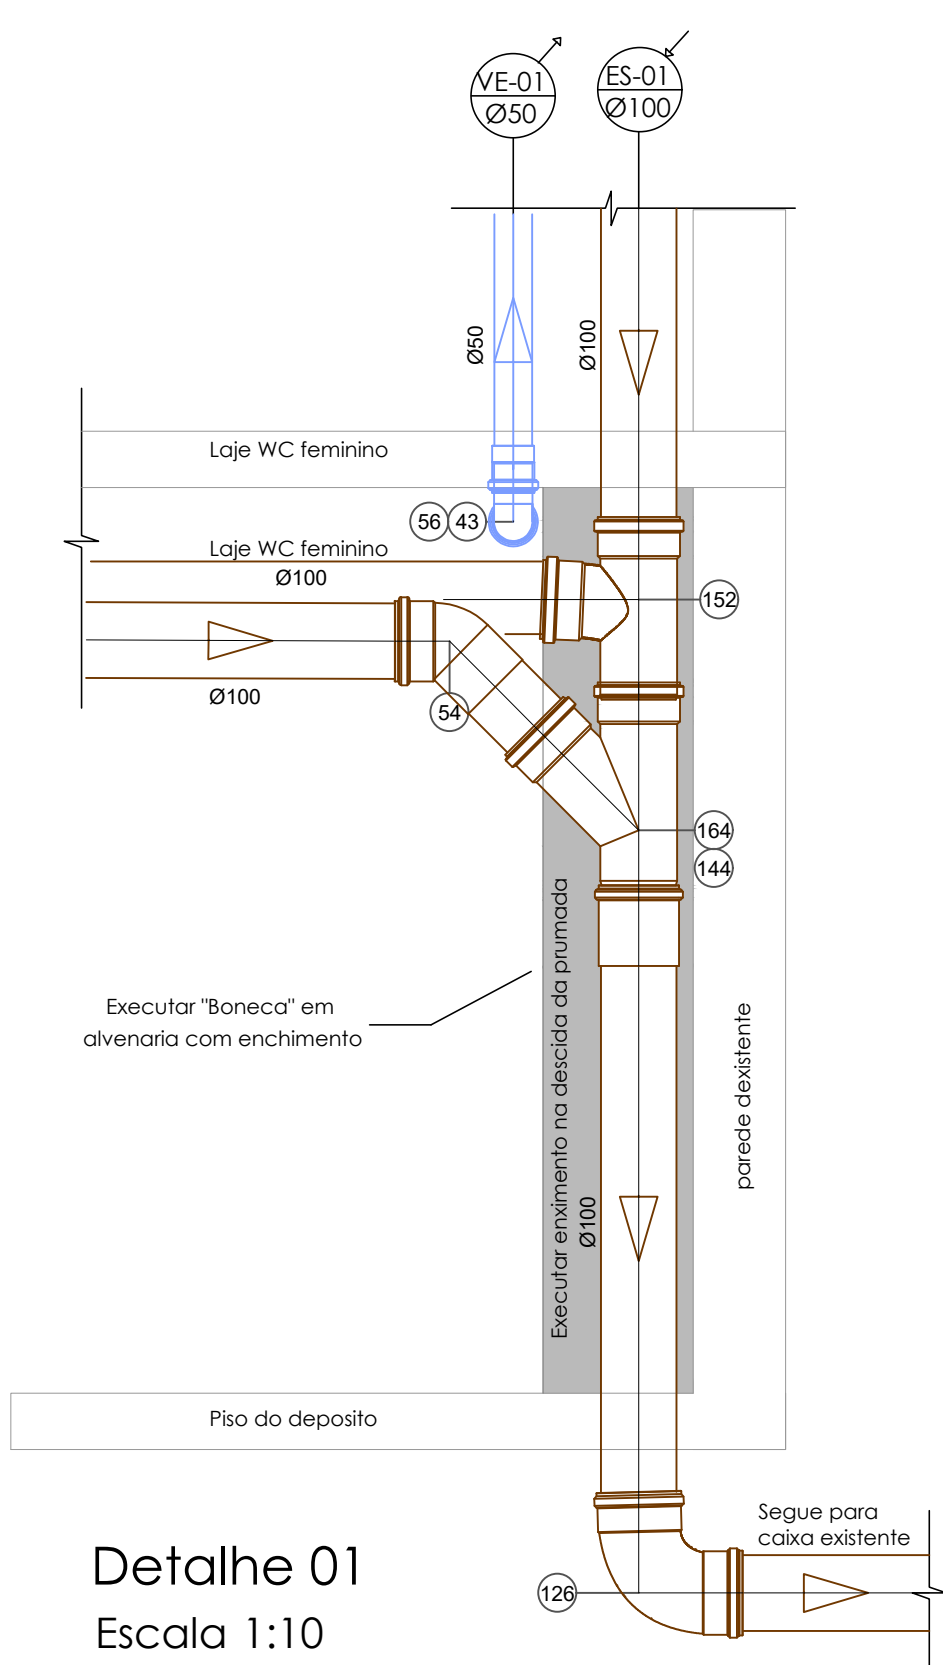 VE-01
Ø50
ES-01
Ø100
Ø50
Ø100
Laje WC feminino
56
43
Laje WC feminino
Ø100
152
Ø100
54
164
144
Executar enximento na descida da prumada
Executar "Boneca" em
alvenaria com enchimento
parede dexistente
Ø100
Piso do deposito
Segue para
caixa existente
Detalhe 01
126
Escala 1:10